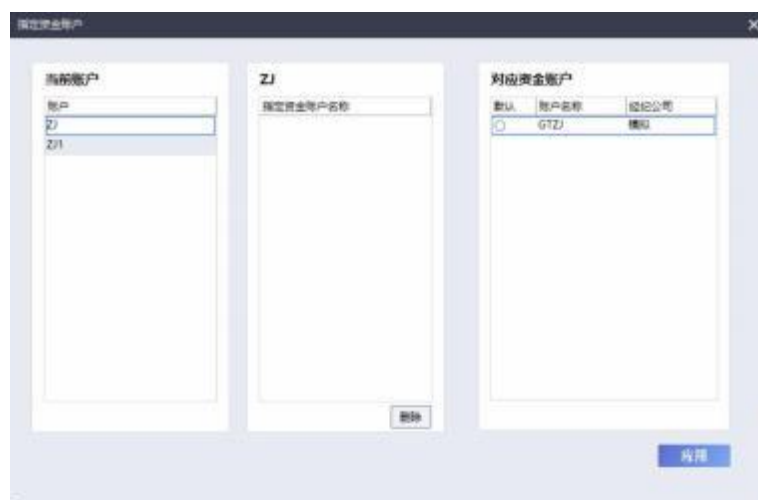 指定资金账户
当前账户
账户
ZJ
ZJ1
ZJ
指定资金账户名称
删除
对应资金账户
默认 账户名称 经纪公司
GTZJ 模拟
应用